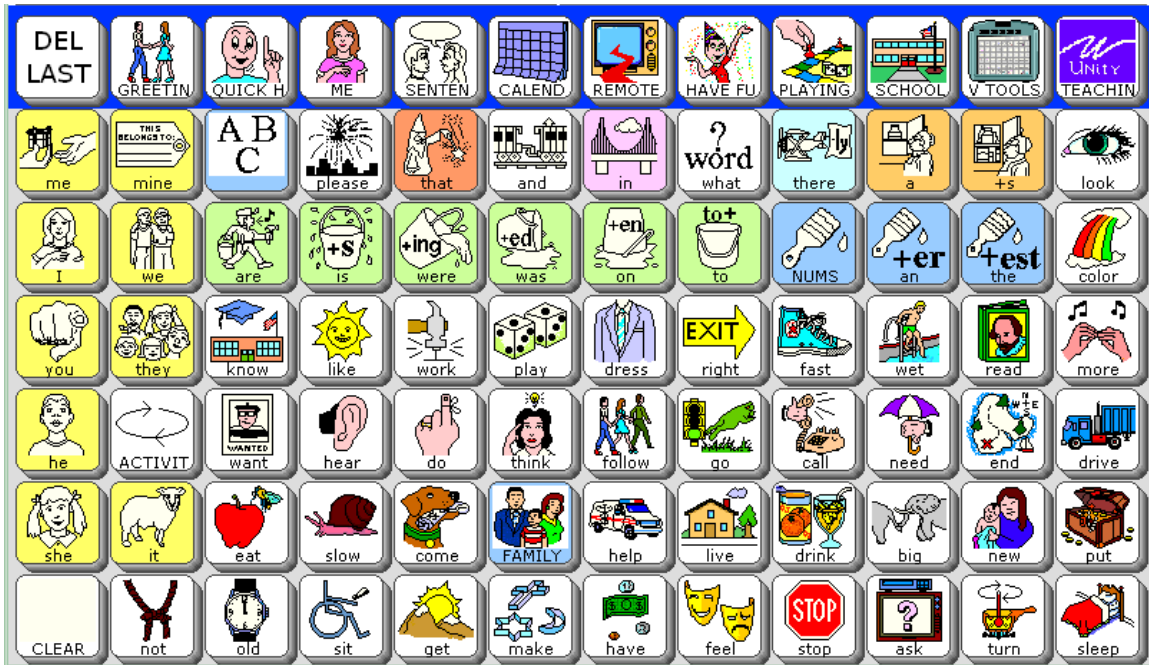 DEL LAST GREETIN QUICK H ME SENTEN CALEND REMOTE HAVE FU PLAYING SCHOOL V TOOLS UNITY TEACHIN
me THIS BELONGS TO: mine A B C please that and in ? word what ly there a +s look
I we are +s is +ing were +ed was +en on to+ to NUMS +er an +est the color
you they know like work play dress EXIT right fast wet read more
he ACTIVIT WANTED want hear do think follow go call need N W E S end drive
she it eat slow come FAMILY help live drink big new put
CLEAR not old sit get make have feel STOP stop ? ask turn sleep